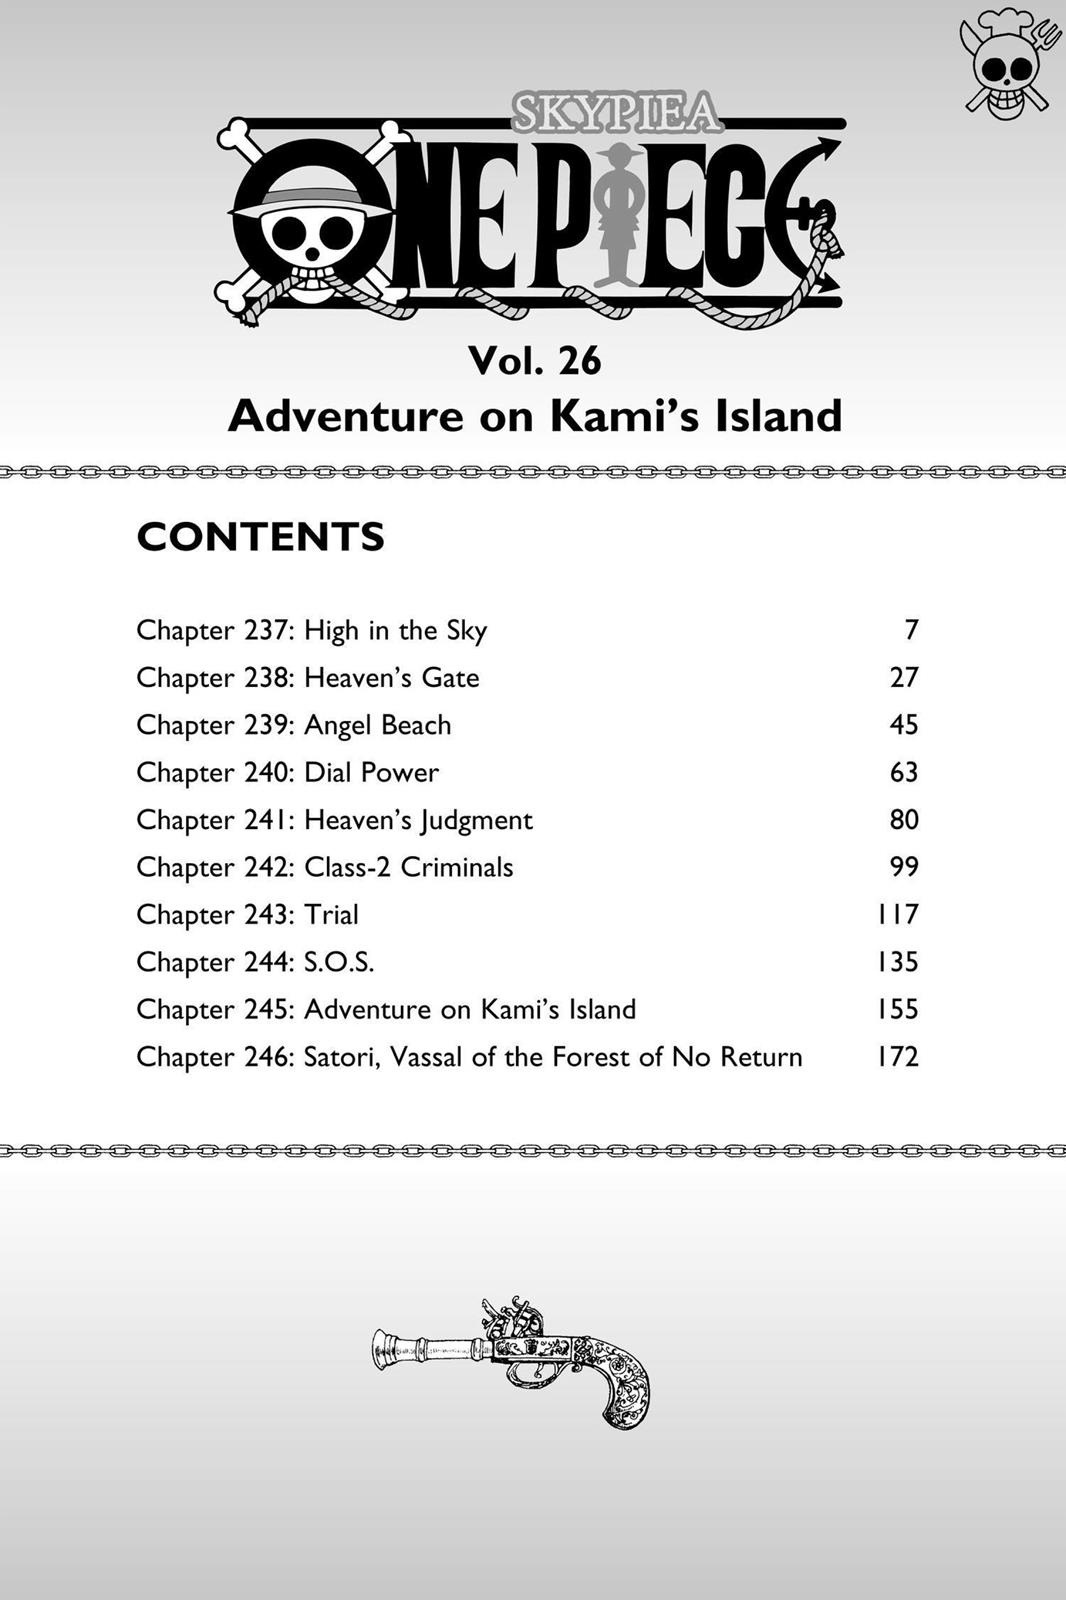 SKYPIEA
ONE PIECE
Vol. 26
Adventure on Kami's Island
CONTENTS
Chapter 237: High in the Sky 7
Chapter 238: Heaven's Gate 27
Chapter 239: Angel Beach 45
Chapter 240: Dial Power 63
Chapter 241: Heaven's Judgment 80
Chapter 242: Class-2 Criminals 99
Chapter 243: Trial 117
Chapter 244: S.O.S. 135
Chapter 245: Adventure on Kami's Island 155
Chapter 246: Satori, Vassal of the Forest of No Return 172